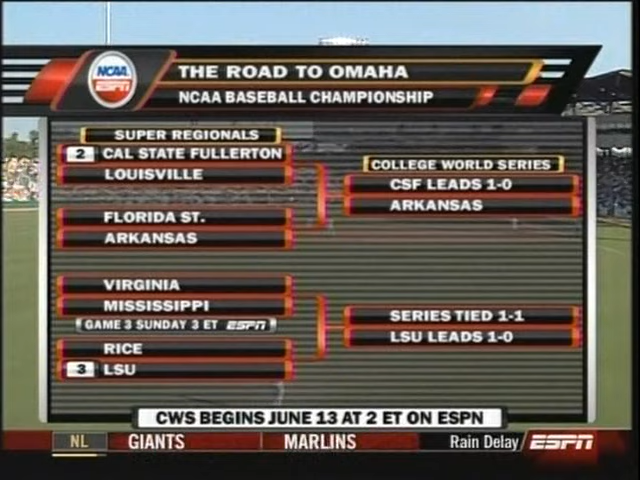 NCAA
ESPN
THE ROAD TO OMAHA
NCAA BASEBALL CHAMPIONSHIP
SUPER REGIONALS
2 CAL STATE FULLERTON
LOUISVILLE
FLORIDA ST.
ARKANSAS
VIRGINIA
MISSISSIPPI
GAME 3 SUNDAY 3 ET ESPN
RICE
3 LSU
COLLEGE WORLD SERIES
CSF LEADS 1-0
ARKANSAS
SERIES TIED 1-1
LSU LEADS 1-0
CWS BEGINS JUNE 13 AT 2 ET ON ESPN
NL GIANTS MARLINS Rain Delay ESPN